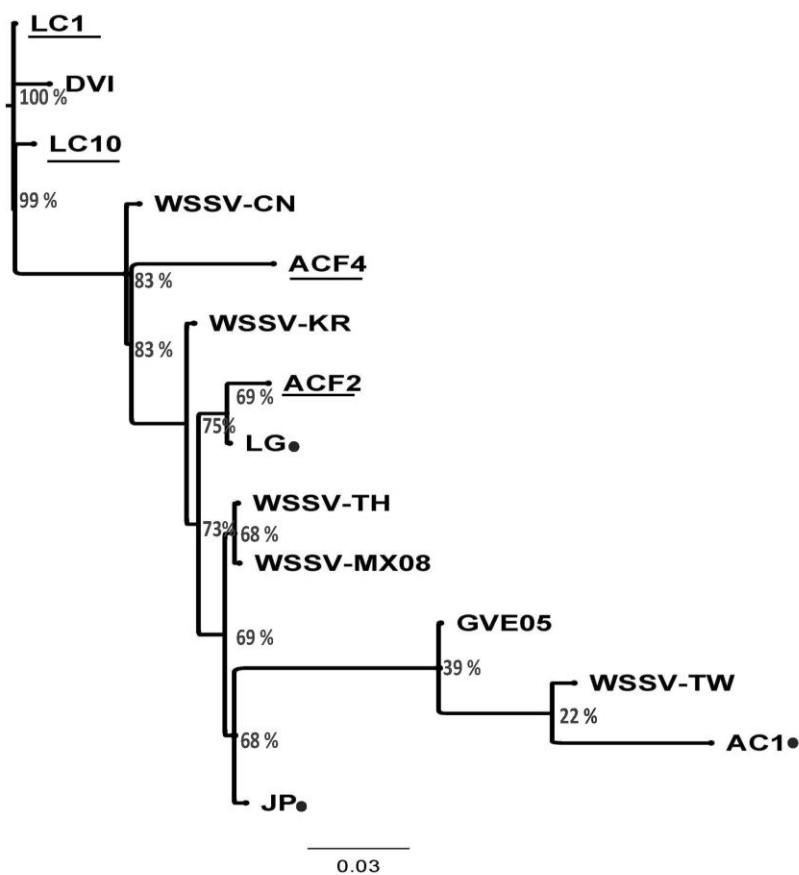 LC1
DVI
100 %
LC10
99 %
WSSV-CN
ACF4
83 %
WSSV-KR
83 %
ACF2
69 %
75%
LG●
WSSV-TH
73%
68 %
WSSV-MX08
GVE05
69 %
39 %
WSSV-TW
22 %
68 %
AC1●
JP●
0.03